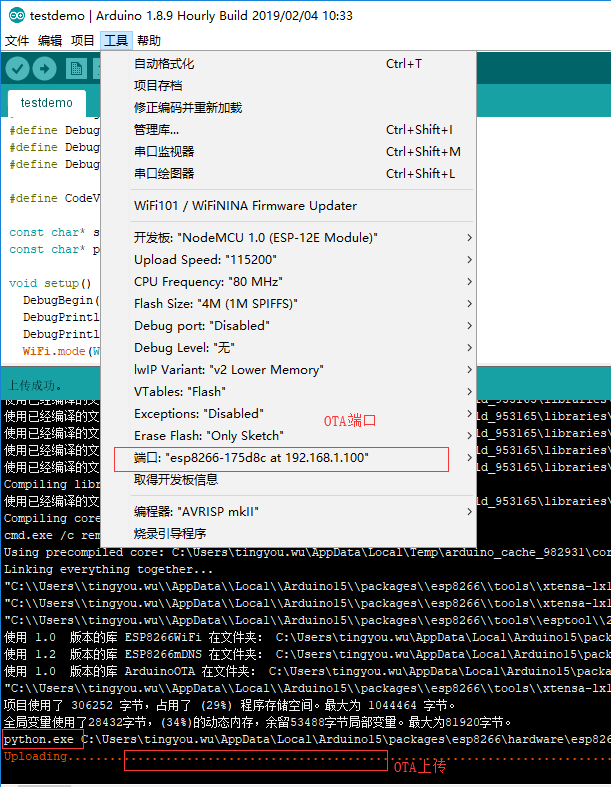 testdemo | Arduino 1.8.9 Hourly Build 2019/02/04 10:33
文件 编辑 项目 工具 帮助
testdemo
#define Debug
#define Debug
#define Debug
#define CodeV
const char* s
const char* p
void setup()
DebugBegin(
DebugPrintl
DebugPrintl
WiFi.mode(W
自动格式化 Ctrl+T
项目存档
修正编码并重新加载
管理库... Ctrl+Shift+I
串口监视器 Ctrl+Shift+M
串口绘图器 Ctrl+Shift+L
WiFi101 / WiFiNINA Firmware Updater
开发板: "NodeMCU 1.0 (ESP-12E Module)"
Upload Speed: "115200"
CPU Frequency: "80 MHz"
Flash Size: "4M (1M SPIFFS)"
Debug port: "Disabled"
Debug Level: "无"
lwIP Variant: "v2 Lower Memory"
VTables: "Flash"
Exceptions: "Disabled"
OTA端口
Erase Flash: "Only Sketch"
端口: "esp8266-175d8c at 192.168.1.100"
取得开发板信息
编程器: "AVRISP mkII"
烧录引导程序
上传成功。
使用已经编译的文 ld_953165\libraries\
使用已经编译的文 ld_953165\libraries\
使用已经编译的文 ld_953165\libraries\
使用已经编译的文 ld_953165\libraries\
使用已经编译的文 ld_953165\libraries\
Compiling libr
使用已经编译的文 ld_953165\libraries\
Compiling core
cmd.exe /c rem
Using precompiled core: C:\Users\tingyou.wu\AppData\Local\Temp\arduino_cache_982931\cor
Linking everything together...
"C:\\Users\\tingyou.wu\\AppData\\Local\\Arduino15\\packages\\esp8266\\tools\\xtensa-lxl
"C:\\Users\\tingyou.wu\\AppData\\Local\\Arduino15\\packages\\esp8266\\tools\\xtensa-lxl
"C:\\Users\\tingyou.wu\\AppData\\Local\\Arduino15\\packages\\esp8266\\tools\\esptool\\2
使用 1.0 版本的库 ESP8266WiFi 在文件夹: C:\Users\tingyou.wu\AppData\Local\Arduino15\pack
使用 1.2 版本的库 ESP8266mDNS 在文件夹: C:\Users\tingyou.wu\AppData\Local\Arduino15\pack
使用 1.0 版本的库 ArduinoOTA 在文件夹: C:\Users\tingyou.wu\AppData\Local\Arduino15\packa
"C:\\Users\\tingyou.wu\\AppData\\Local\\Arduino15\\packages\\esp8266\\tools\\xtensa-lxl
项目使用了 306252 字节，占用了 (29%) 程序存储空间。最大为 1044464 字节。
全局变量使用了28432字节，(34%)的动态内存，余留53488字节局部变量。最大为81920字节。
python.exe C:\Users\tingyou.wu\AppData\Local\Arduino15\packages\esp8266\hardware\esp826
Uploading................................................................................
OTA上传